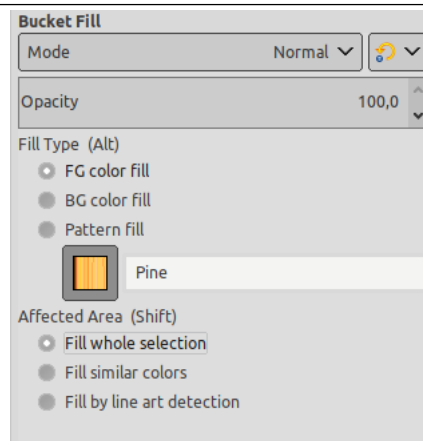 Bucket Fill
Mode Normal
Opacity 100,0
Fill Type (Alt)
FG color fill
BG color fill
Pattern fill
Pine
Affected Area (Shift)
Fill whole selection
Fill similar colors
Fill by line art detection